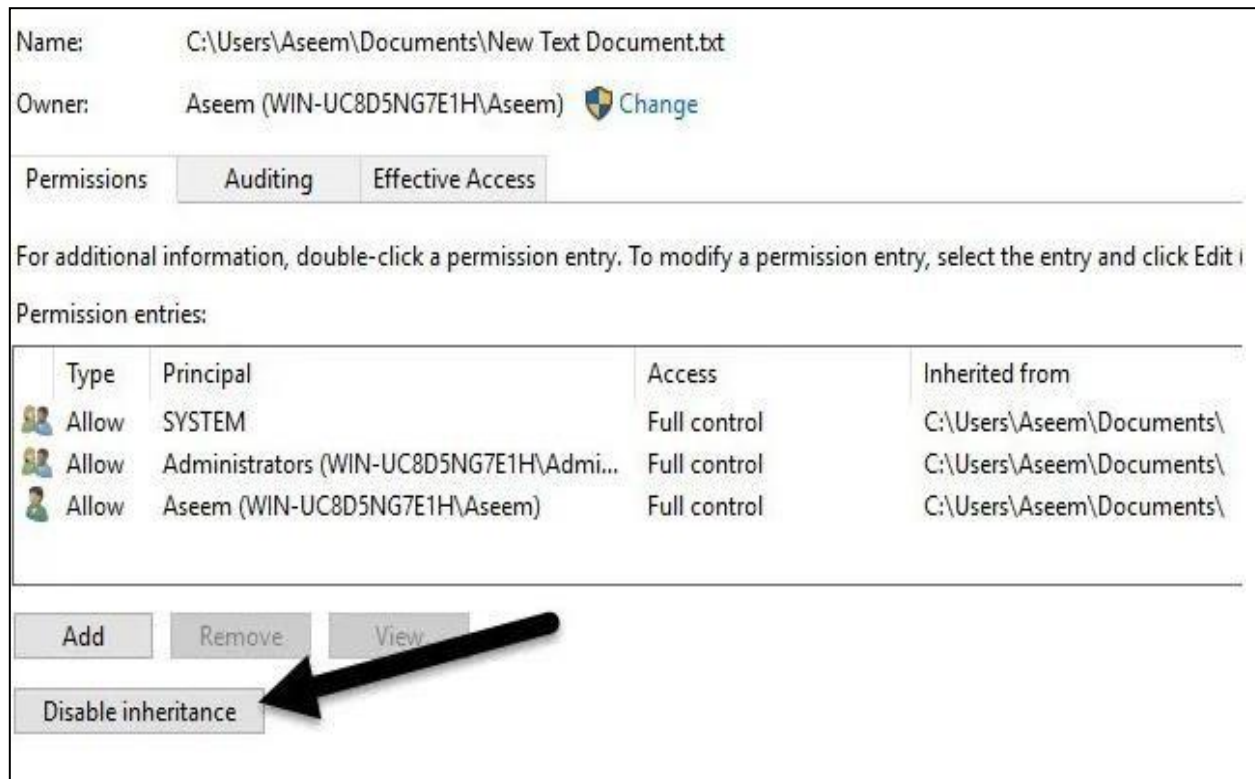 Name: C:\Users\Aseem\Documents\New Text Document.txt
Owner: Aseem (WIN-UC8D5NG7E1H\Aseem) Change
Permissions Auditing Effective Access
For additional information, double-click a permission entry. To modify a permission entry, select the entry and click Edit (
Permission entries:
Type Principal Access Inherited from
Allow SYSTEM Full control C:\Users\Aseem\Documents\
Allow Administrators (WIN-UC8D5NG7E1H\Admi... Full control C:\Users\Aseem\Documents\
Allow Aseem (WIN-UC8D5NG7E1H\Aseem) Full control C:\Users\Aseem\Documents\
Add Remove View
Disable inheritance